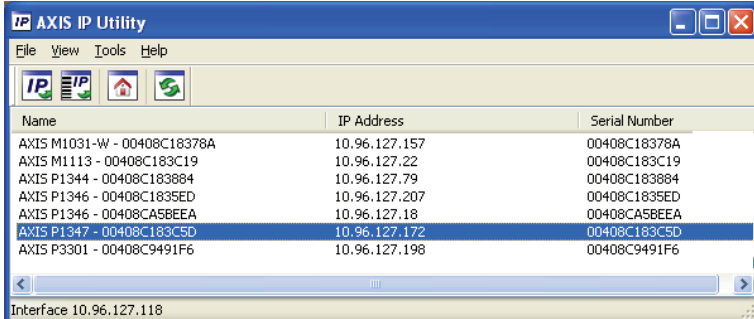 IP AXIS IP Utility
File View Tools Help
IP IP
Name IP Address Serial Number
AXIS M1031-W - 00408C18378A 10.96.127.157 00408C18378A
AXIS M1113 - 00408C183C19 10.96.127.22 00408C183C19
AXIS P1344 - 00408C183884 10.96.127.79 00408C183884
AXIS P1346 - 00408C1835ED 10.96.127.207 00408C1835ED
AXIS P1346 - 00408CA5BEEA 10.96.127.18 00408CA5BEEA
AXIS P1347 - 00408C183C5D 10.96.127.172 00408C183C5D
AXIS P3301 - 00408C9491F6 10.96.127.198 00408C9491F6
Interface 10.96.127.118